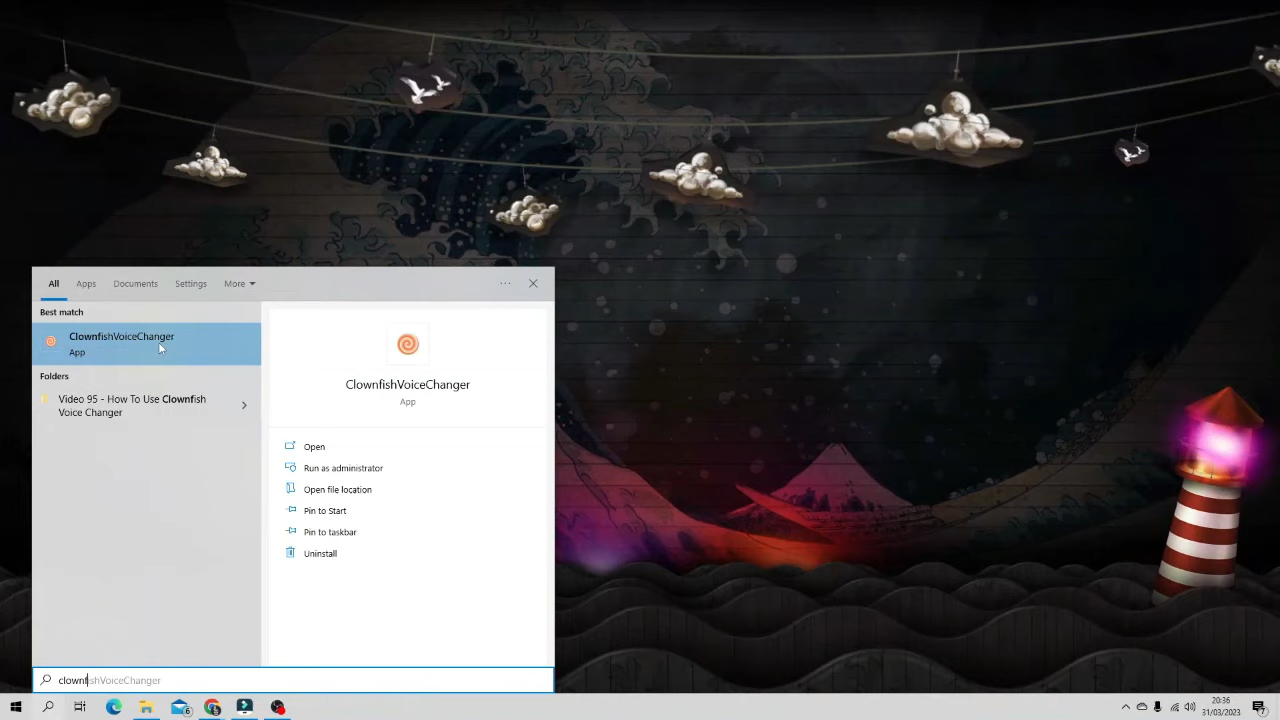 All Apps Documents Settings More
Best match
ClownfishVoiceChanger
App
Folders
Video 95 - How To Use Clownfish
Voice Changer
ClownfishVoiceChanger
App
Open
Run as administrator
Open file location
Pin to Start
Pin to taskbar
Uninstall
clownfishVoiceChanger
6
20:36
31/03/2023
7